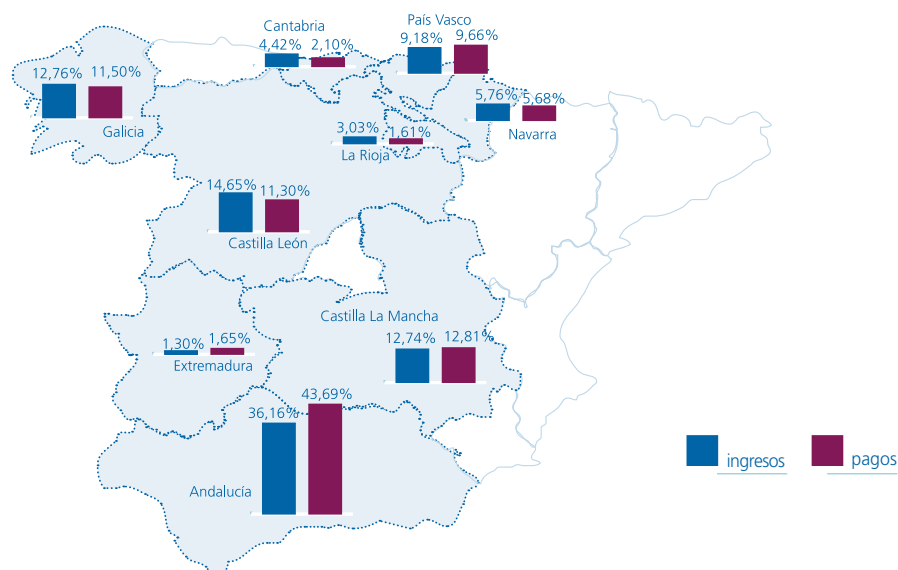 Cantabria
4,42% 2,10%
País Vasco
9,18% 9,66%
12,76% 11,50%
Galicia
5,76% 5,68%
Navarra
3,03% 1,61%
La Rioja
14,65% 11,30%
Castilla León
Castilla La Mancha
12,74% 12,81%
1,30% 1,65%
Extremadura
36,16% 43,69%
Andalucía
ingresos pagos